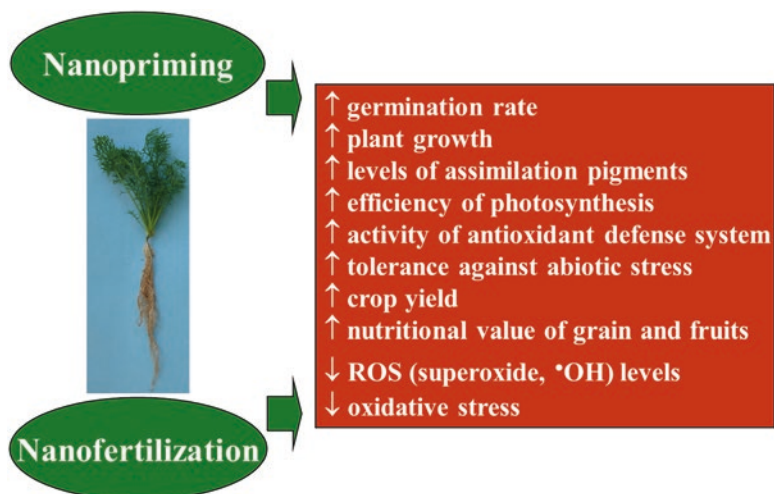 Nanopriming
↑ germination rate
↑ plant growth
↑ levels of assimilation pigments
↑ efficiency of photosynthesis
↑ activity of antioxidant defense system
↑ tolerance against abiotic stress
↑ crop yield
↑ nutritional value of grain and fruits
↓ ROS (superoxide, •OH) levels
↓ oxidative stress
Nanofertilization